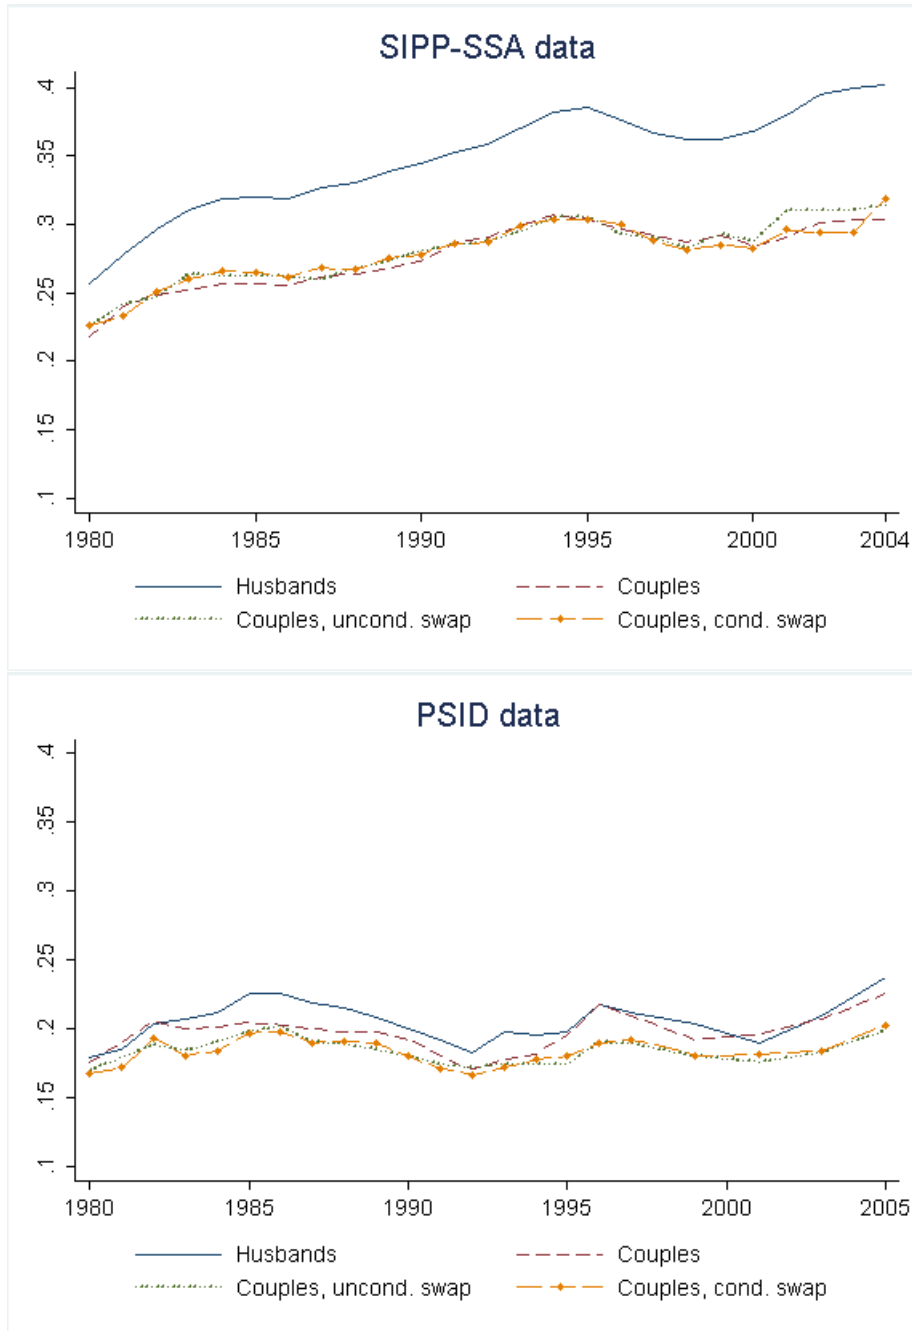 SIPP-SSA data
.4
.35
.3
.25
.2
.15
.1
1980 1985 1990 1995 2000 2004
Husbands Couples
Couples, uncond. swap Couples, cond. swap
PSID data
.4
.35
.3
.25
.2
.15
.1
1980 1985 1990 1995 2000 2005
Husbands Couples
Couples, uncond. swap Couples, cond. swap